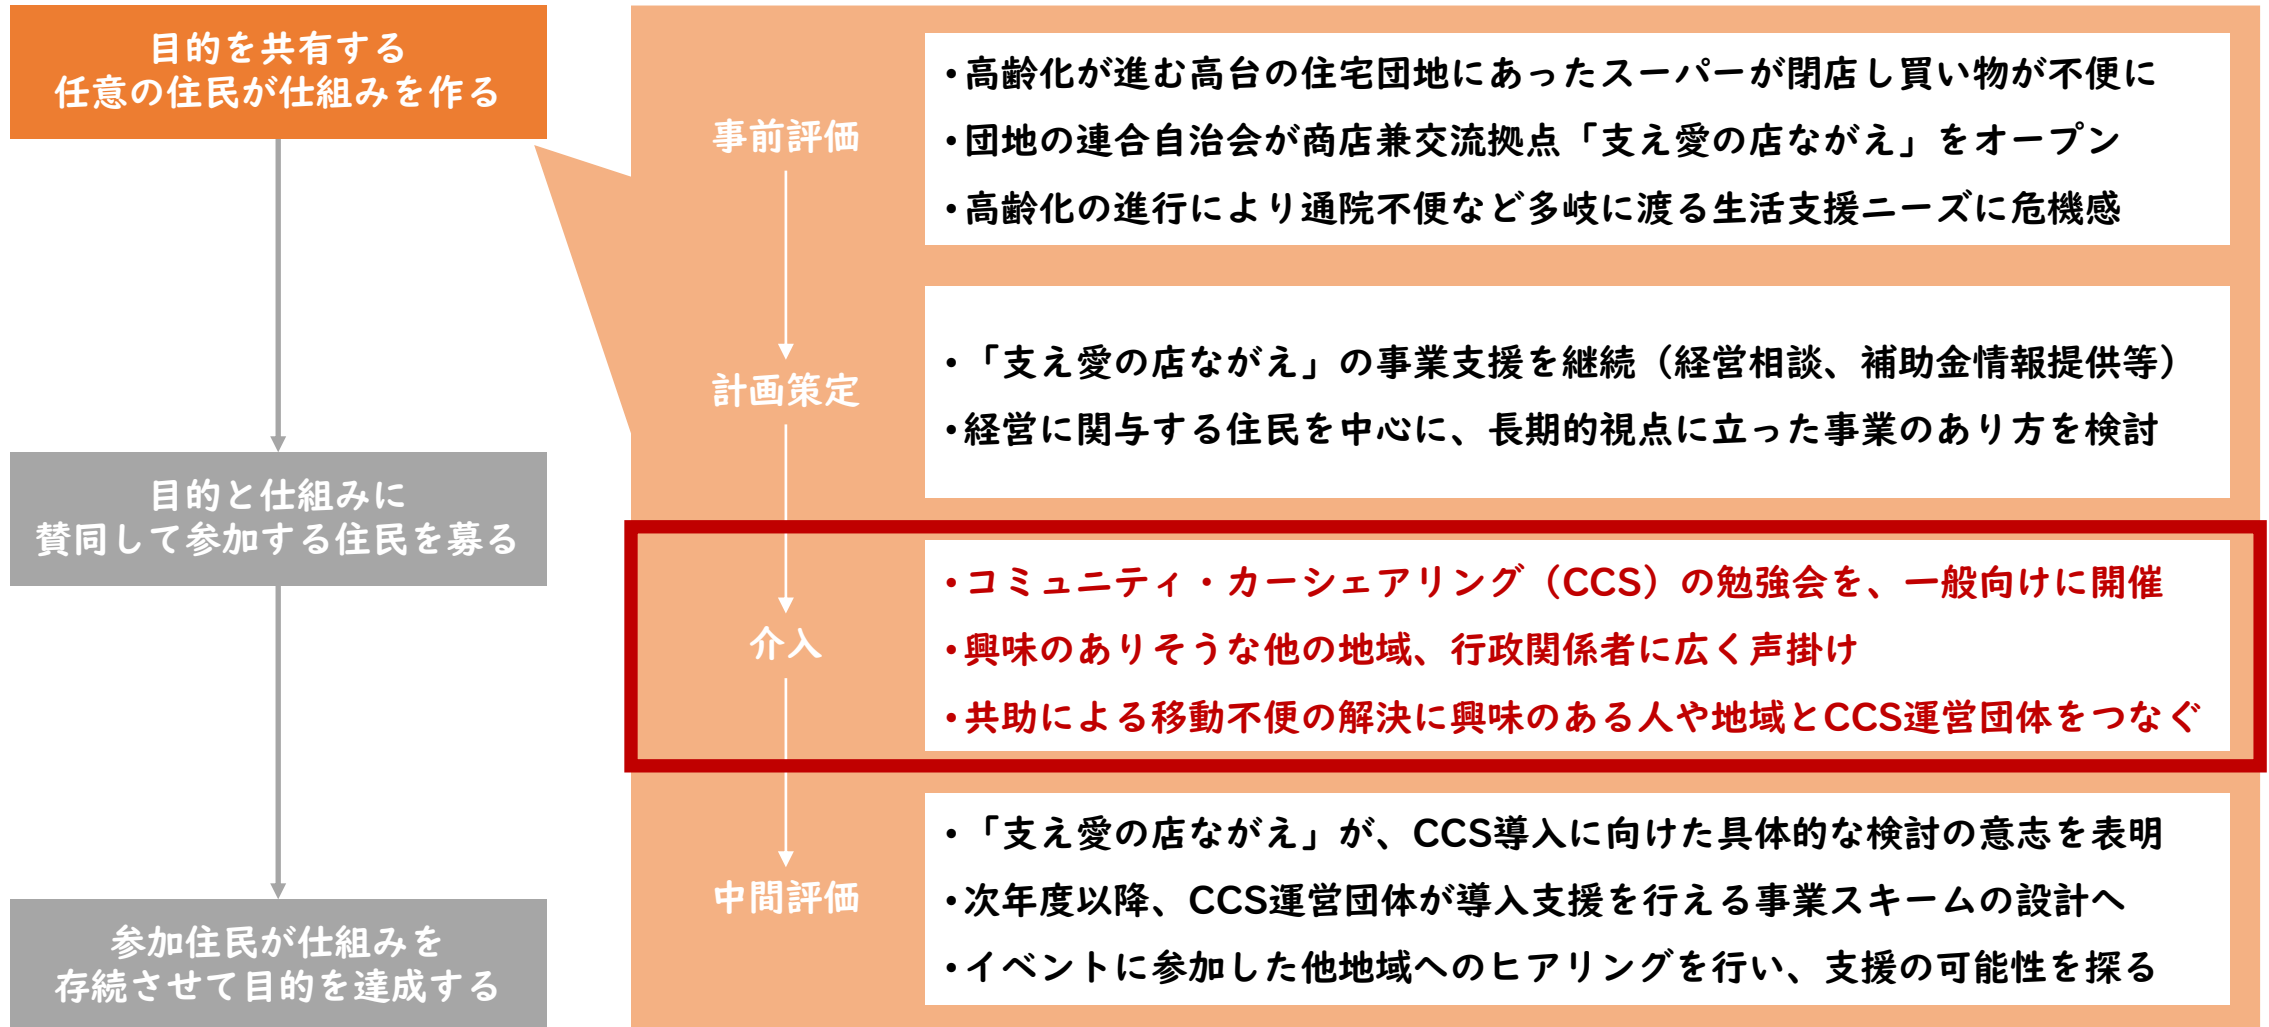 目的を共有する
任意の住民が仕組みを作る
目的と仕組みに
賛同して参加する住民を募る
参加住民が仕組みを
存続させて目的を達成する
事前評価
・高齢化が進む高台の住宅団地にあったスーパーが閉店し買い物が不便に
・団地の連合自治会が商店兼交流拠点「支え愛の店ながえ」をオープン
・高齢化の進行により通院不便など多岐に渡る生活支援ニーズに危機感
計画策定
・「支え愛の店ながえ」の事業支援を継続（経営相談、補助金情報提供等）
・経営に関与する住民を中心に、長期的視点に立った事業のあり方を検討
介入
・コミュニティ・カーシェアリング（CCS）の勉強会を、一般向けに開催
・興味のありそうな他の地域、行政関係者に広く声掛け
・共助による移動不便の解決に興味のある人や地域とCCS運営団体をつなぐ
中間評価
・「支え愛の店ながえ」が、CCS導入に向けた具体的な検討の意志を表明
・次年度以降、CCS運営団体が導入支援を行える事業スキームの設計へ
・イベントに参加した他地域へのヒアリングを行い、支援の可能性を探る